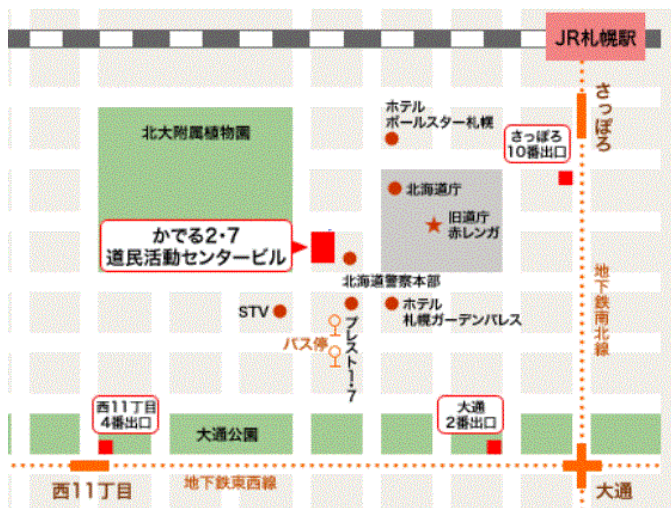 JR札幌駅
さっぽろ
ホテル
ポールスター札幌
さっぽろ
10番出口
北大附属植物園
北海道庁
旧道庁
赤レンガ
かでる2・7
道民活動センタービル
北海道警察本部
地下鉄南北線
STV
ホテル
札幌ガーデンパレス
バス停
プレスト1・7
西11丁目
4番出口
大通公園
大通
2番出口
西11丁目
地下鉄東西線
大通